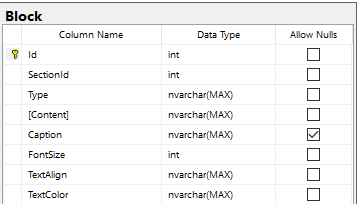 Block
Column Name Data Type Allow Nulls
Id int
SectionId int
Type nvarchar(MAX)
[Content] nvarchar(MAX)
Caption nvarchar(MAX)
FontSize int
TextAlign nvarchar(MAX)
TextColor nvarchar(MAX)